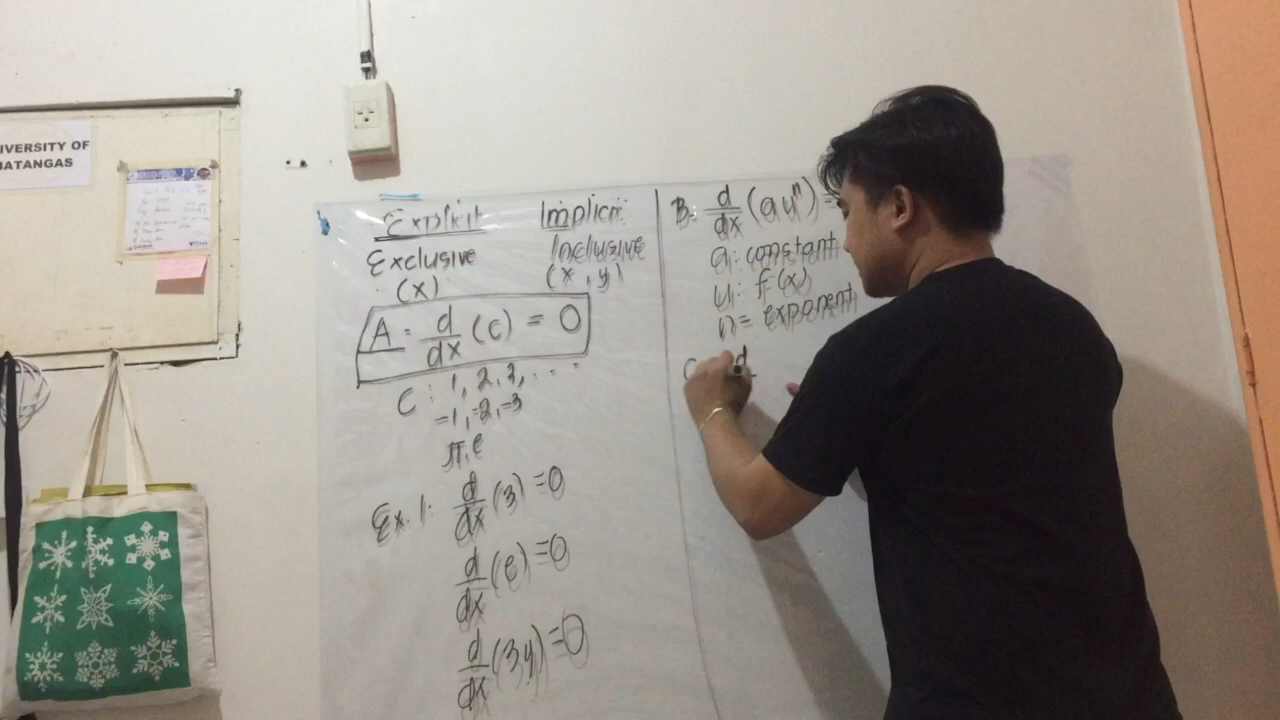 IVERSITY OF
BATANGAS
Explicit
Implicit
Exclusive
Inclusive
(x)
(x, y)
A. d/dx (c) = 0
C: 1, 2, 3, ....
-1, -2, -3
π, e
Ex. 1: d/dx (3) = 0
d/dx (e) = 0
d/dx (3y) = 0
B. d/dx (au^n) =
a: constant
u: f(x)
n = exponent
C d